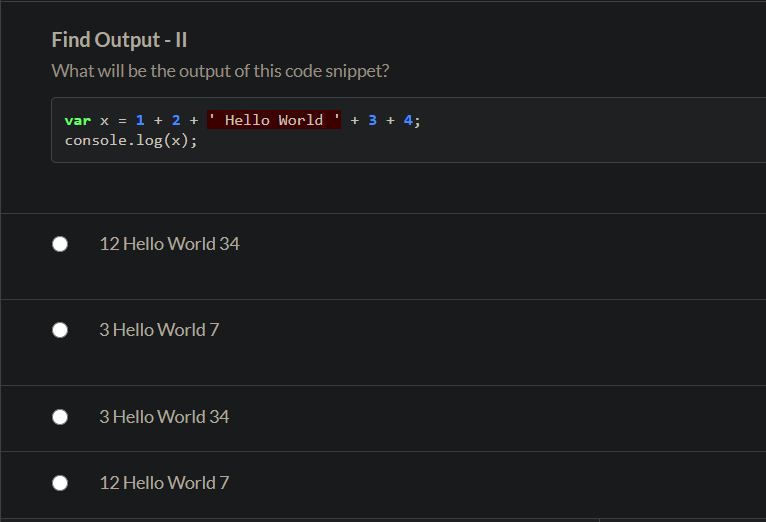 Find Output - II
What will be the output of this code snippet?
var x = 1 + 2 + ' Hello World ' + 3 + 4;
console.log(x);
12 Hello World 34
3 Hello World 7
3 Hello World 34
12 Hello World 7